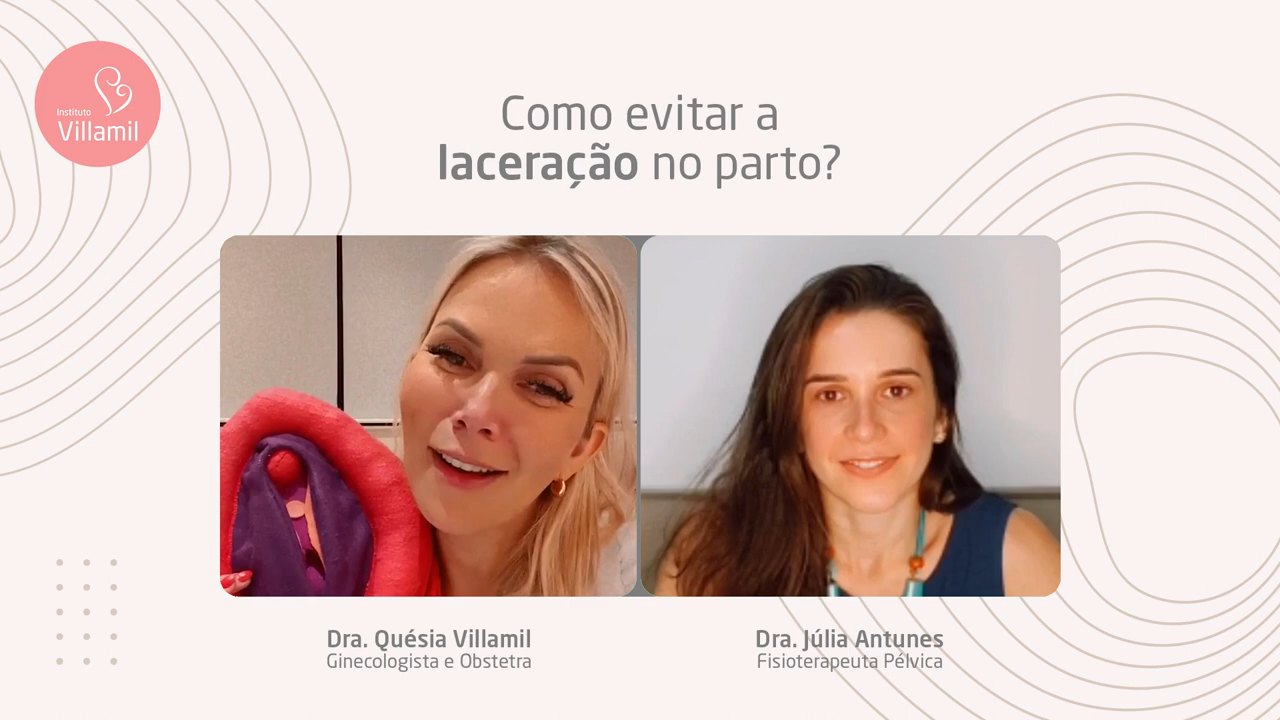 Instituto
Villamil
Como evitar a
laceração no parto?
Dra. Quésia Villamil
Ginecologista e Obstetra
Dra. Júlia Antunes
Fisioterapeuta Pélvica